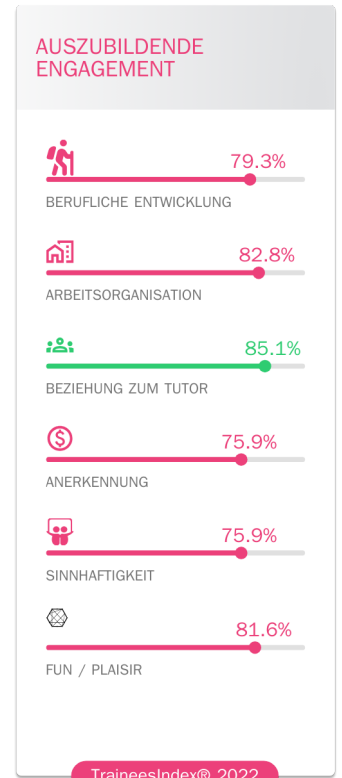 AUSZUBILDENDE
ENGAGEMENT
79.3%
BERUFLICHE ENTWICKLUNG
82.8%
ARBEITSORGANISATION
85.1%
BEZIEHUNG ZUM TUTOR
75.9%
ANERKENNUNG
75.9%
SINNHAFTIGKEIT
81.6%
FUN / PLAISIR
TraineesIndex® 2022